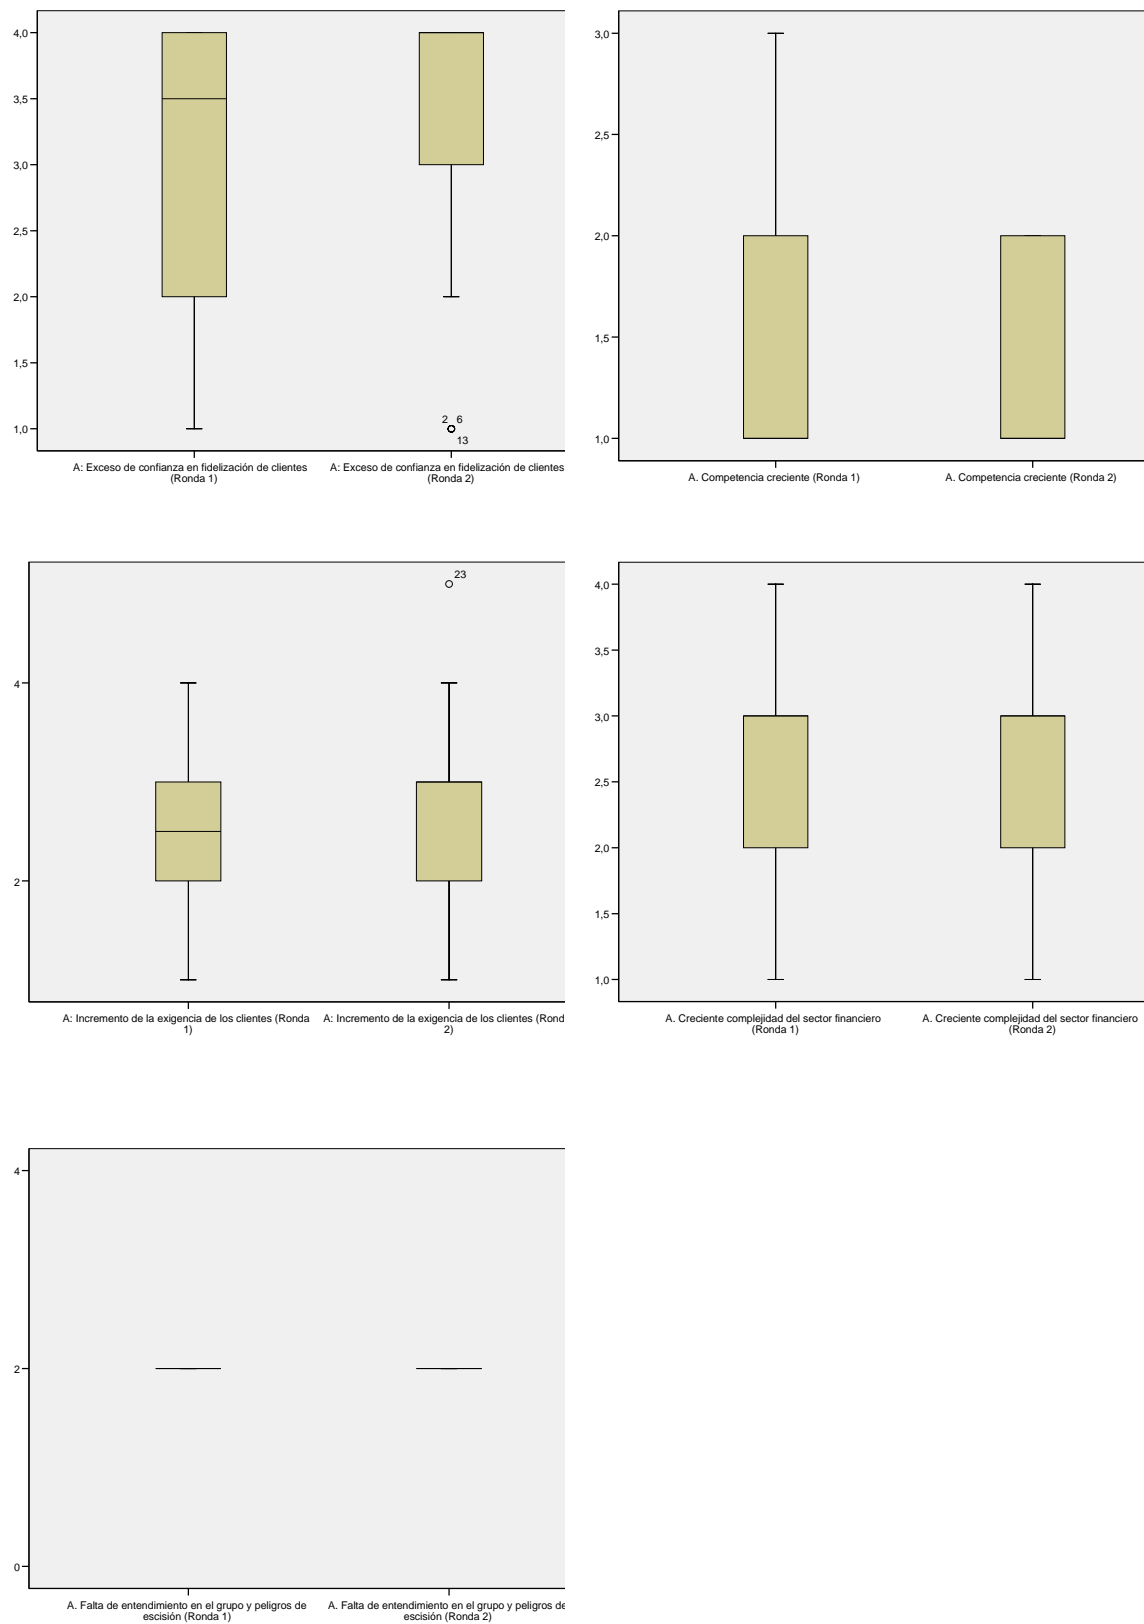 4,0
3,5
3,0
2,5
2,0
1,5
1,0
2 6
13
A: Exceso de confianza en fidelización de clientes
(Ronda 1)
A: Exceso de confianza en fidelización de clientes
(Ronda 2)
3,0
2,5
2,0
1,5
1,0
A. Competencia creciente (Ronda 1)
A. Competencia creciente (Ronda 2)
23
4
2
A: Incremento de la exigencia de los clientes (Ronda
1)
A: Incremento de la exigencia de los clientes (Rond
2)
4,0
3,5
3,0
2,5
2,0
1,5
1,0
A. Creciente complejidad del sector financiero
(Ronda 1)
A. Creciente complejidad del sector financiero
(Ronda 2)
4
2
0
A. Falta de entendimiento en el grupo y peligros de
escisión (Ronda 1)
A. Falta de entendimiento en el grupo y peligros de
escisión (Ronda 2)